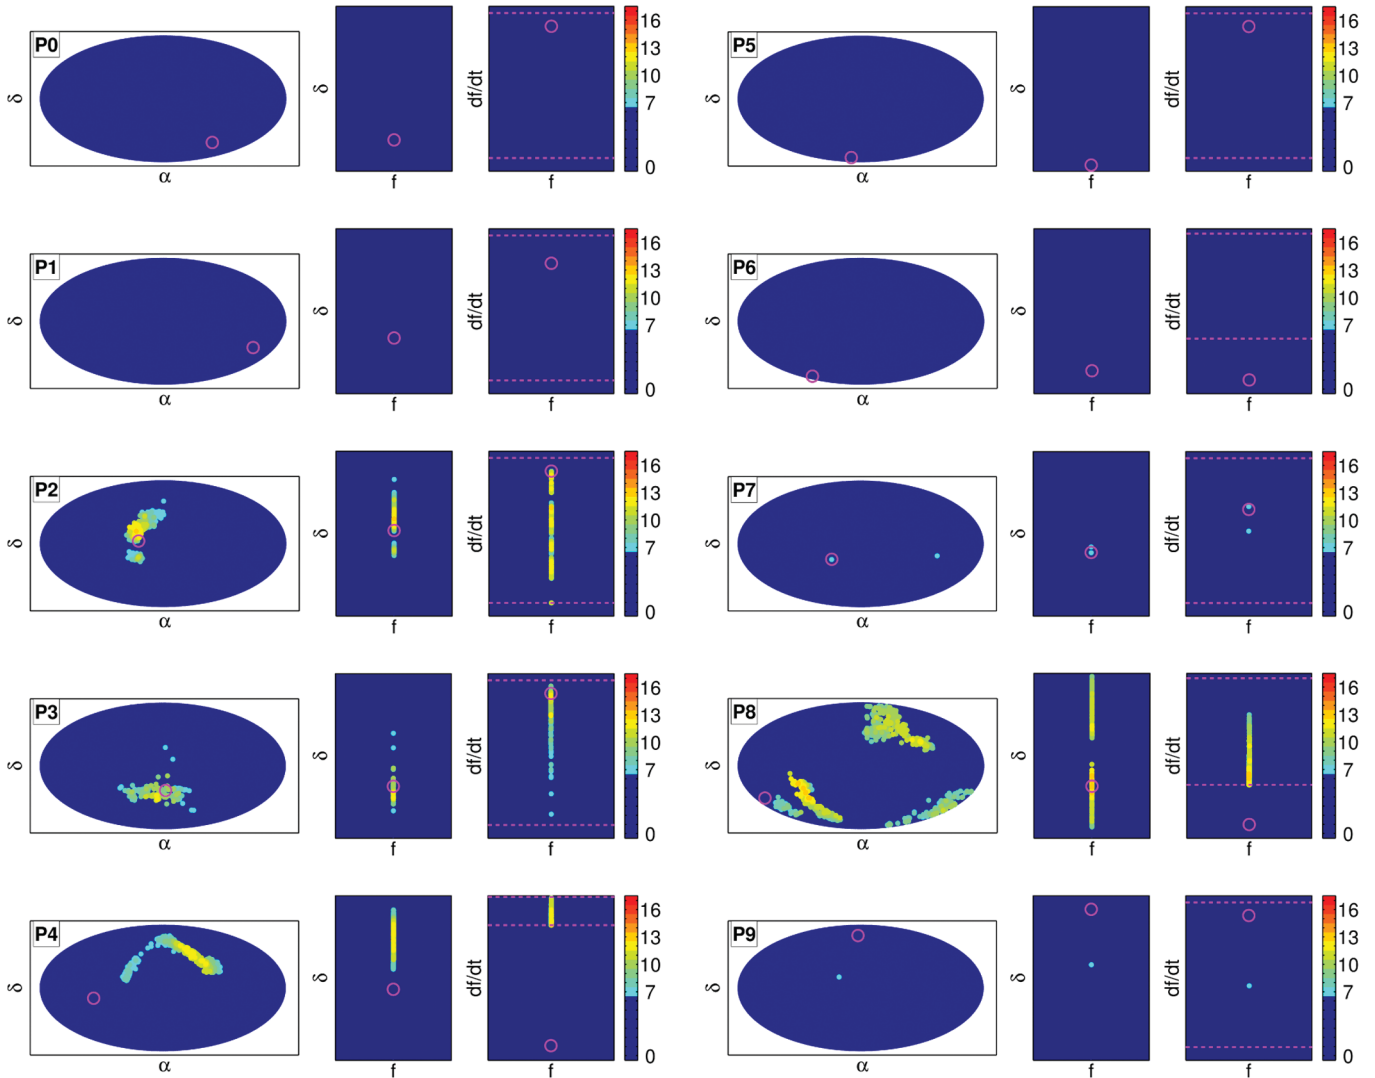 P0 δ α δ f df/dt f 16 13 10 7 0
P5 δ α δ f df/dt f 16 13 10 7 0
P1 δ α δ f df/dt f 16 13 10 7 0
P6 δ α δ f df/dt f 16 13 10 7 0
P2 δ α δ f df/dt f 16 13 10 7 0
P7 δ α δ f df/dt f 16 13 10 7 0
P3 δ α δ f df/dt f 16 13 10 7 0
P8 δ α δ f df/dt f 16 13 10 7 0
P4 δ α δ f df/dt f 16 13 10 7 0
P9 δ α δ f df/dt f 16 13 10 7 0